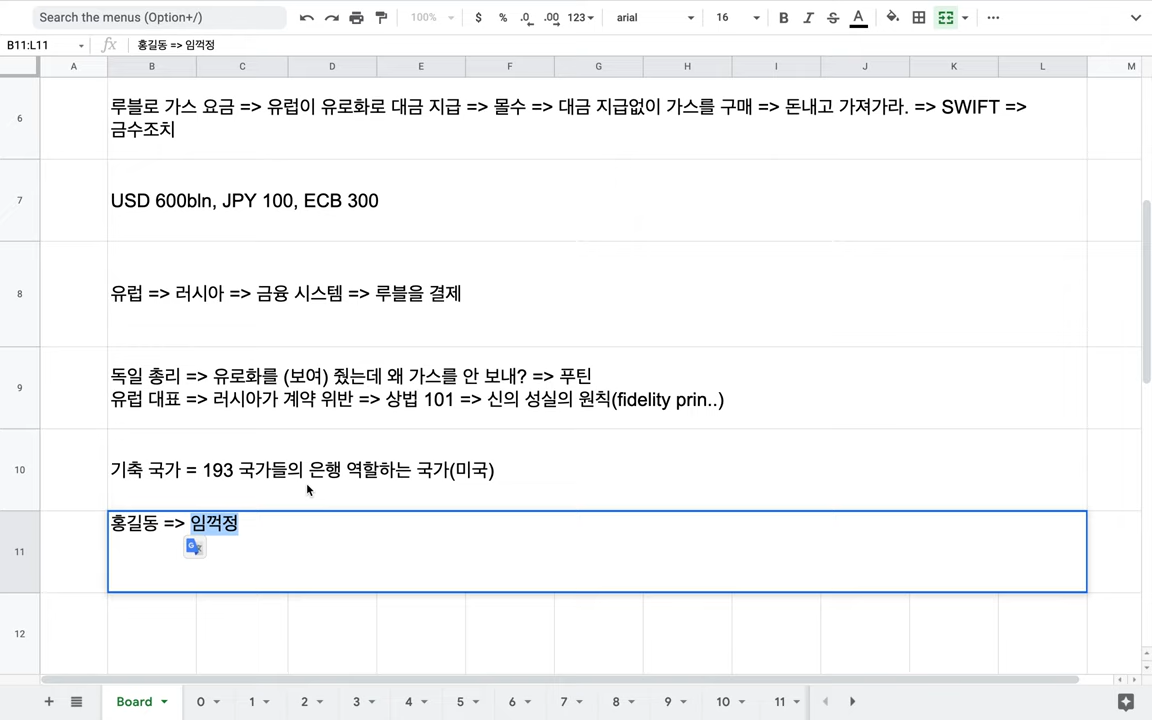 Search the menus (Option+/)
100%
$ % .0 .00 123 arial 16 B I S A
B11:L11 fx 홍길동 => 임꺽정
A B C D E F G H I J K L M
6 루블로 가스 요금 => 유럽이 유로화로 대금 지급 => 몰수 => 대금 지급없이 가스를 구매 => 돈내고 가져가라. => SWIFT =>
금수조치
7 USD 600bln, JPY 100, ECB 300
8 유럽 => 러시아 => 금융 시스템 => 루블을 결제
독일 총리 => 유로화를 (보여) 줬는데 왜 가스를 안 보내? => 푸틴
9 유럽 대표 => 러시아가 계약 위반 => 상법 101 => 신의 성실의 원칙(fidelity prin..)
10 기축 국가 = 193 국가들의 은행 역할하는 국가(미국)
홍길동 => 임꺽정
11
12
+ Board 0 1 2 3 4 5 6 7 8 9 10 11